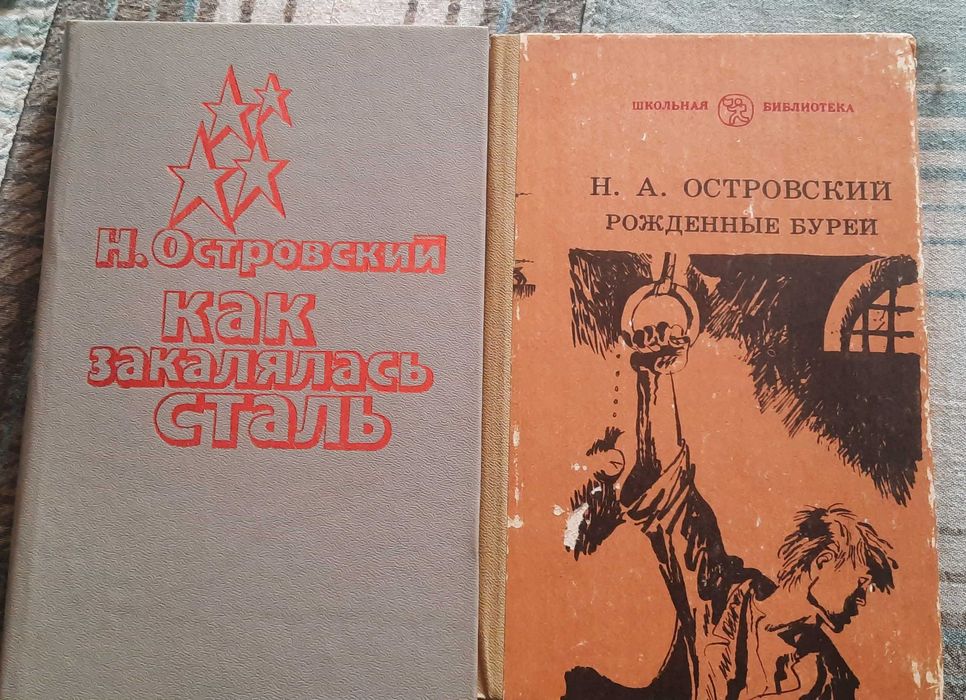 Н. Островский
как
закалялась
сталь
ШКОЛЬНАЯ БИБЛИОТЕКА
Н. А. ОСТРОВСКИЙ
РОЖДЕННЫЕ БУРЕЙ